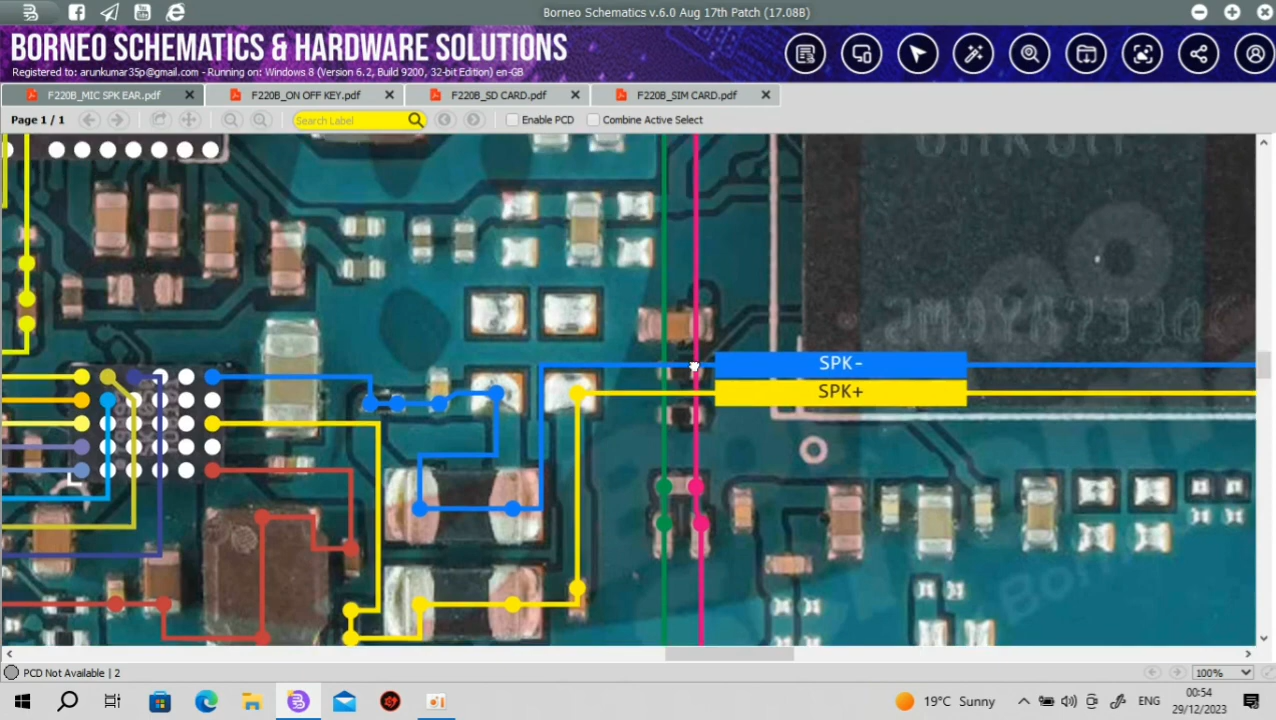 Borneo Schematics v.6.0 Aug 17th Patch (17.08B)
BORNEO SCHEMATICS & HARDWARE SOLUTIONS
Registered to: arunkumar35p@gmail.com - Running on: Windows 8 (Version 6.2, Build 9200, 32-bit Edition) en-GB
F220B_MIC SPK EAR.pdf
F220B_ON OFF KEY.pdf
F220B_SD CARD.pdf
F220B_SIM CARD.pdf
Page 1 / 1
Search Label
Enable PCD
Combine Active Select
SPK-
SPK+
PCD Not Available | 2
100%
19°C Sunny
ENG
00:54
29/12/2023